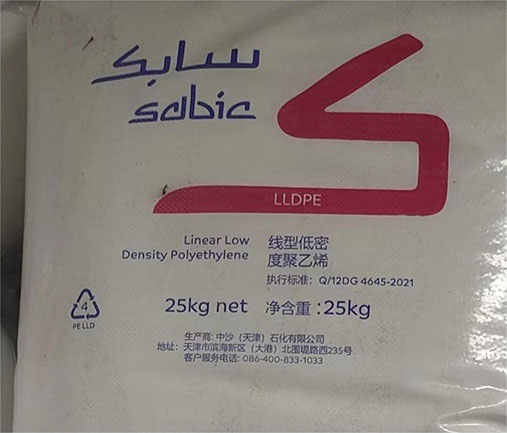 سابك
sabic
LLDPE
Linear Low
Density Polyethylene
线型低密
度聚乙烯
执行标准：Q/12DG 4645-2021
4
PE LLD
25kg net 净含量：25kg
生产商: 中沙（天津）石化有限公司
地址：天津市滨海新区（大港）北围堤路西235号
客户服务电话: 086-400-833-1033